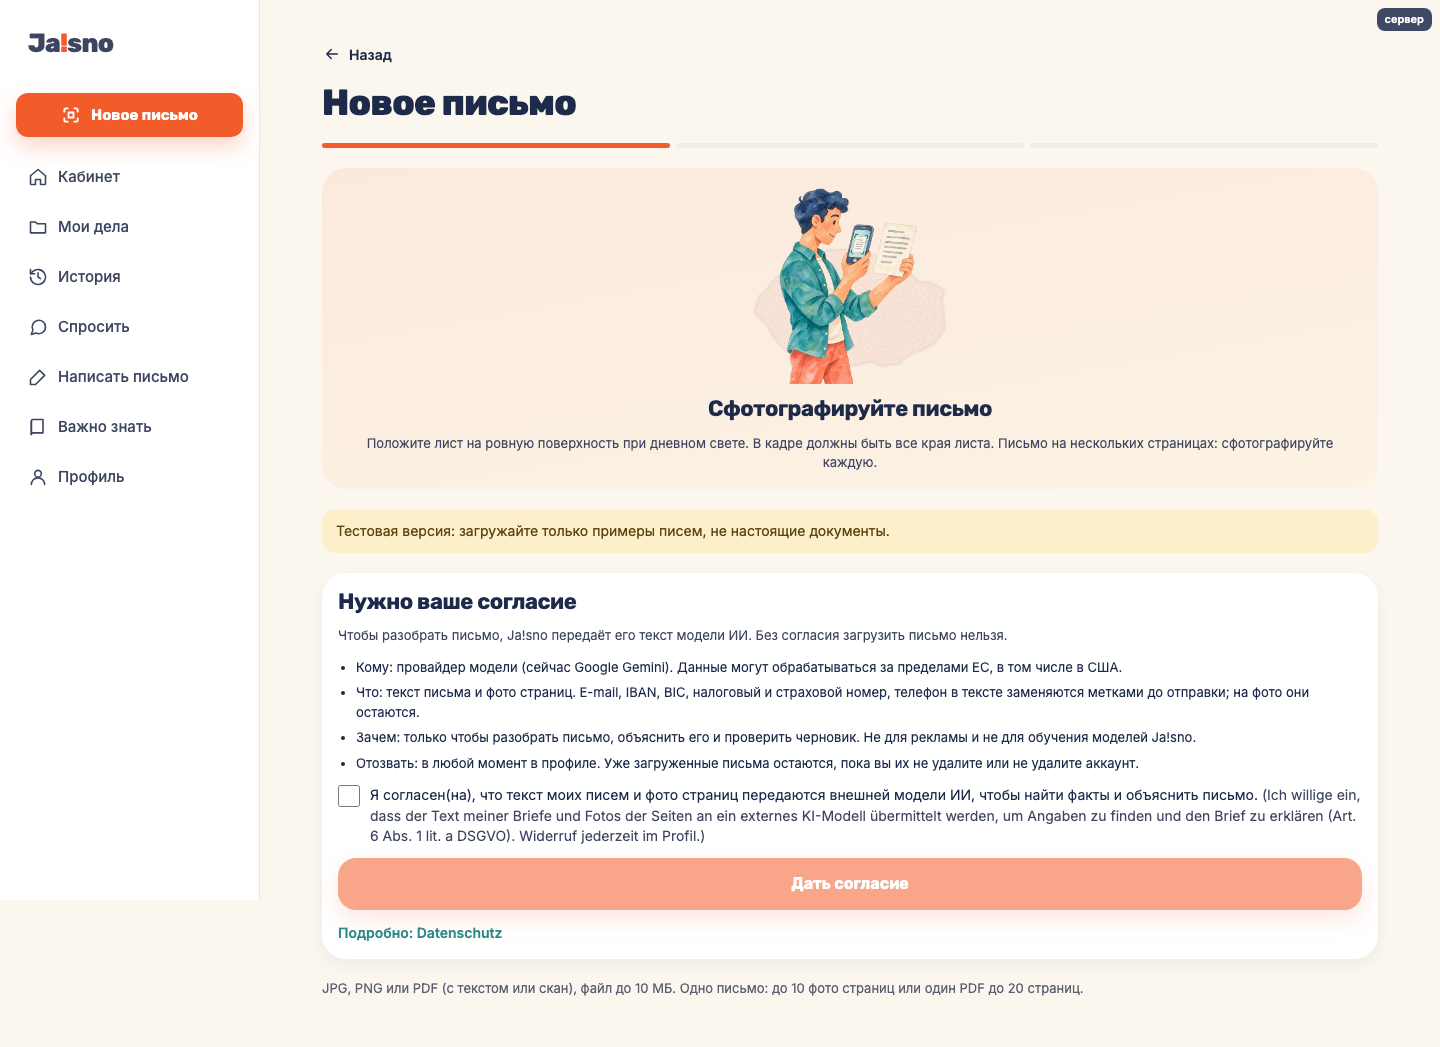 сервер
Ja!sno
Новое письмо
Кабинет
Мои дела
История
Спросить
Написать письмо
Важно знать
Профиль
Назад
Новое письмо
Сфотографируйте письмо
Положите лист на ровную поверхность при дневном свете. В кадре должны быть все края листа. Письмо на нескольких страницах: сфотографируйте
каждую.
Тестовая версия: загружайте только примеры писем, не настоящие документы.
Нужно ваше согласие
Чтобы разобрать письмо, Ja!sno передаёт его текст модели ИИ. Без согласия загрузить письмо нельзя.
• Кому: провайдер модели (сейчас Google Gemini). Данные могут обрабатываться за пределами ЕС, в том числе в США.
• Что: текст письма и фото страниц. E-mail, IBAN, BIC, налоговый и страховой номер, телефон в тексте заменяются метками до отправки; на фото они
остаются.
• Зачем: только чтобы разобрать письмо, объяснить его и проверить черновик. Не для рекламы и не для обучения моделей Ja!sno.
• Отозвать: в любой момент в профиле. Уже загруженные письма остаются, пока вы их не удалите или не удалите аккаунт.
Я согласен(на), что текст моих писем и фото страниц передаются внешней модели ИИ, чтобы найти факты и объяснить письмо. (Ich willige ein,
dass der Text meiner Briefe und Fotos der Seiten an ein externes KI-Modell übermittelt werden, um Angaben zu finden und den Brief zu erklären (Art.
6 Abs. 1 lit. a DSGVO). Widerruf jederzeit im Profil.)
Дать согласие
Подробно: Datenschutz
JPG, PNG или PDF (с текстом или скан), файл до 10 МБ. Одно письмо: до 10 фото страниц или один PDF до 20 страниц.